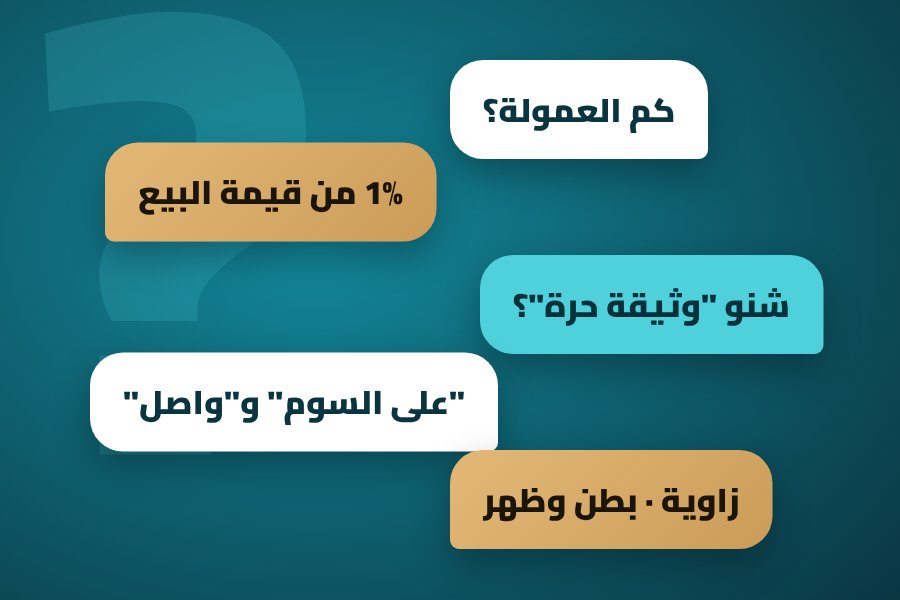 كم العمولة؟
1% من قيمة البيع
شنو "وثيقة حرة"؟
"على السوم" و"واصل"
زاوية · بطن وظهر